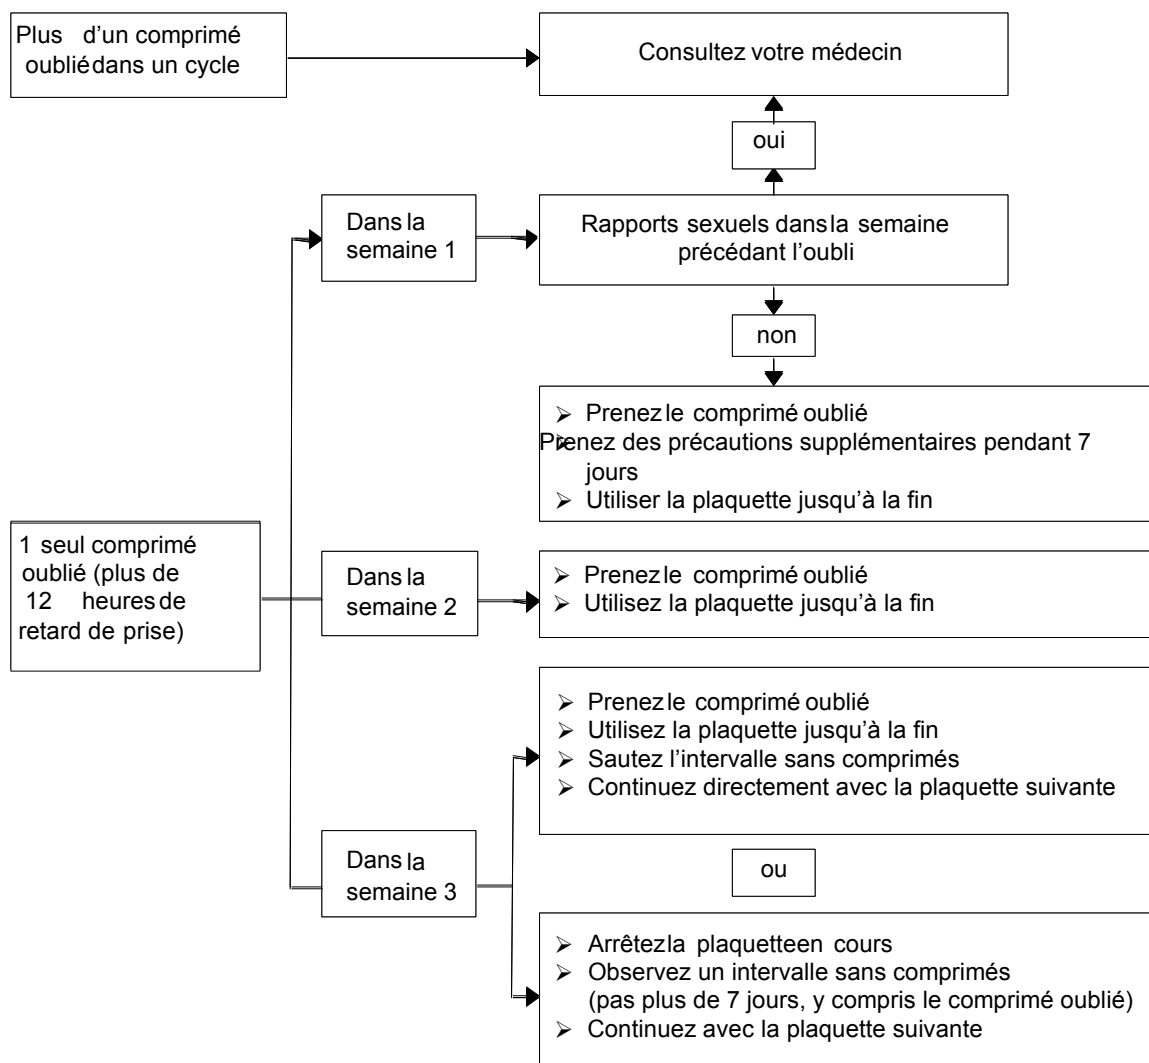 Plus d'un comprimé
oublié dans un cycle
Consultez votre médecin
oui
Dans la
semaine 1
Rapports sexuels dans la semaine
précédant l'oubli
non
➢ Prenez le comprimé oublié
➢ Prenez des précautions supplémentaires pendant 7
jours
➢ Utiliser la plaquette jusqu'à la fin
1 seul comprimé
oublié (plus de
12 heures de
retard de prise)
Dans la
semaine 2
➢ Prenez le comprimé oublié
➢ Utilisez la plaquette jusqu'à la fin
➢ Prenez le comprimé oublié
➢ Utilisez la plaquette jusqu'à la fin
➢ Sautez l'intervalle sans comprimés
➢ Continuez directement avec la plaquette suivante
Dans la
semaine 3
ou
➢ Arrêtez la plaquette en cours
➢ Observez un intervalle sans comprimés
(pas plus de 7 jours, y compris le comprimé oublié)
➢ Continuez avec la plaquette suivante